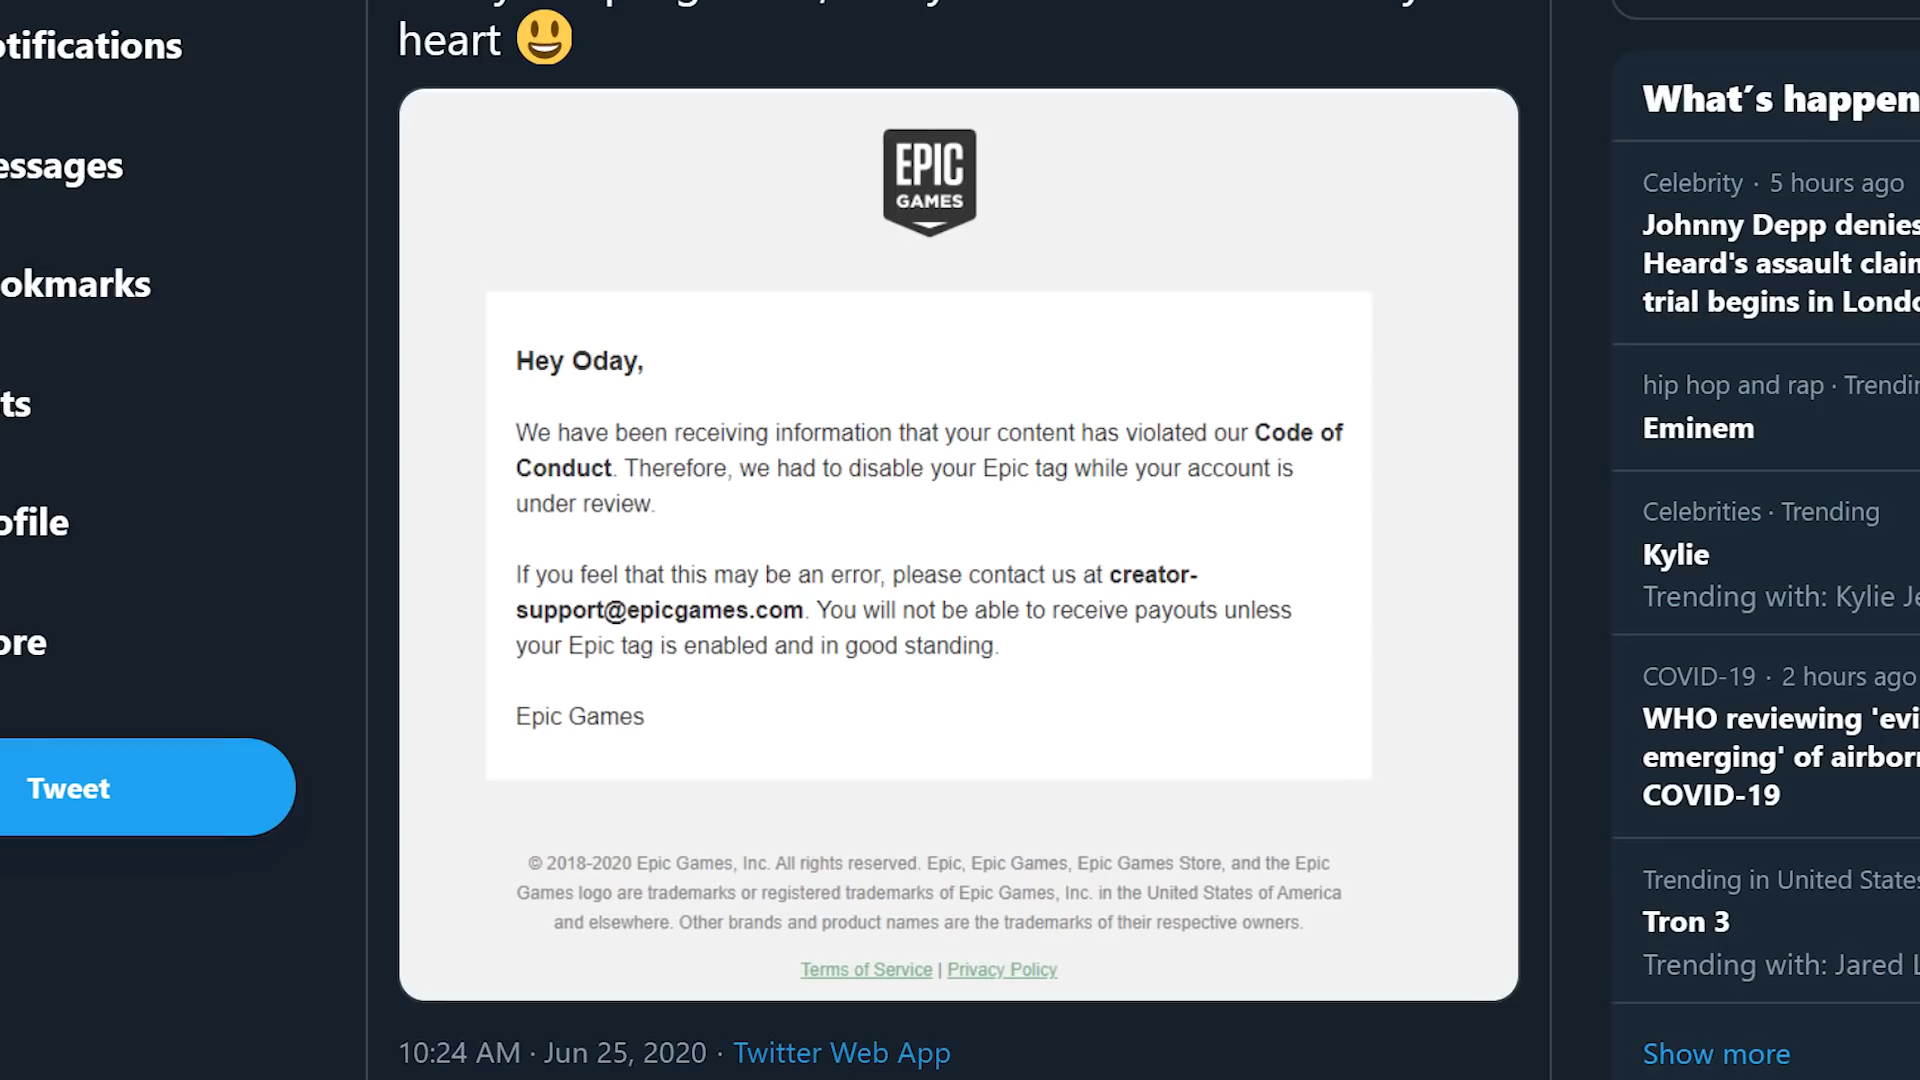 heart
otifications
essages
okmarks
ts
ofile
ore
Tweet
EPIC
GAMES
Hey Oday,
We have been receiving information that your content has violated our Code of
Conduct. Therefore, we had to disable your Epic tag while your account is
under review.
If you feel that this may be an error, please contact us at creator-
support@epicgames.com. You will not be able to receive payouts unless
your Epic tag is enabled and in good standing.
Epic Games
© 2018-2020 Epic Games, Inc. All rights reserved. Epic, Epic Games, Epic Games Store, and the Epic
Games logo are trademarks or registered trademarks of Epic Games, Inc. in the United States of America
and elsewhere. Other brands and product names are the trademarks of their respective owners.
Terms of Service | Privacy Policy
10:24 AM · Jun 25, 2020 · Twitter Web App
What´s happen
Celebrity · 5 hours ago
Johnny Depp denies
Heard's assault claim
trial begins in Londo
hip hop and rap · Trendin
Eminem
Celebrities · Trending
Kylie
Trending with: Kylie Je
COVID-19 · 2 hours ago
WHO reviewing 'evi
emerging' of airborn
COVID-19
Trending in United States
Tron 3
Trending with: Jared L
Show more